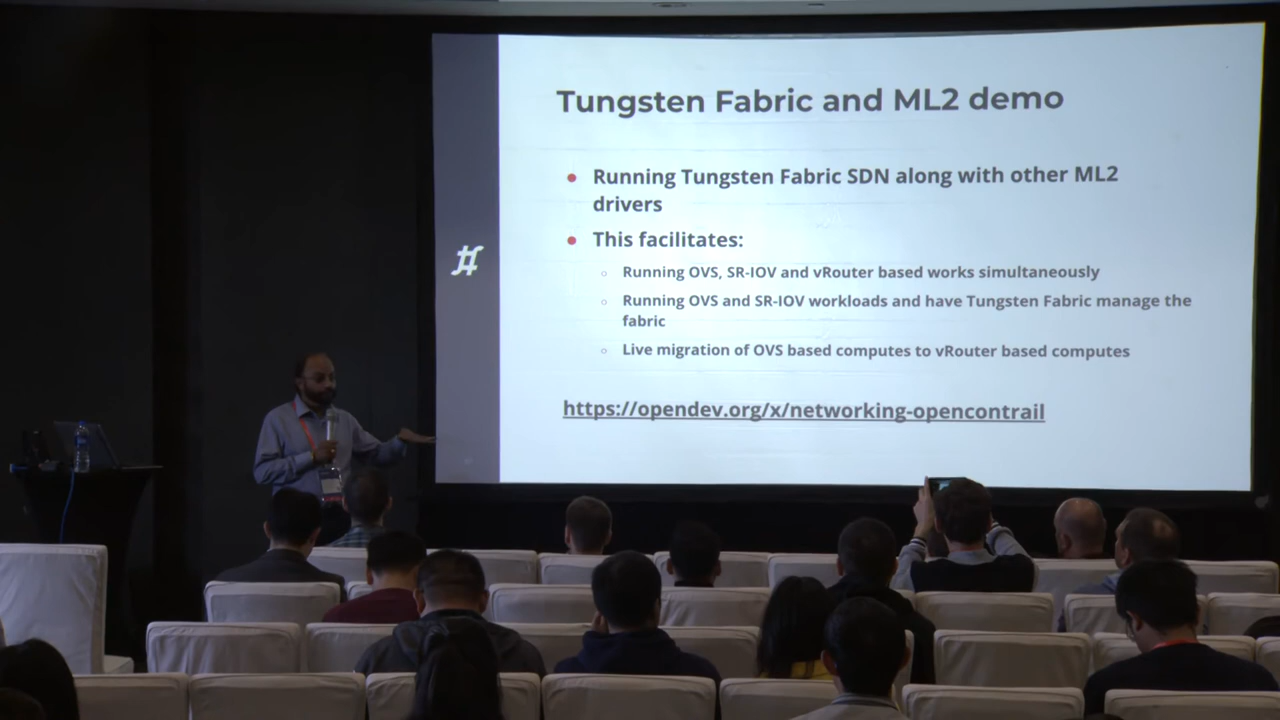 Tungsten Fabric and ML2 demo
Running Tungsten Fabric SDN along with other ML2
drivers
This facilitates:
Running OVS, SR-IOV and vRouter based works simultaneously
Running OVS and SR-IOV workloads and have Tungsten Fabric manage the
fabric
Live migration of OVS based computes to vRouter based computes
https://opendev.org/x/networking-opencontrail